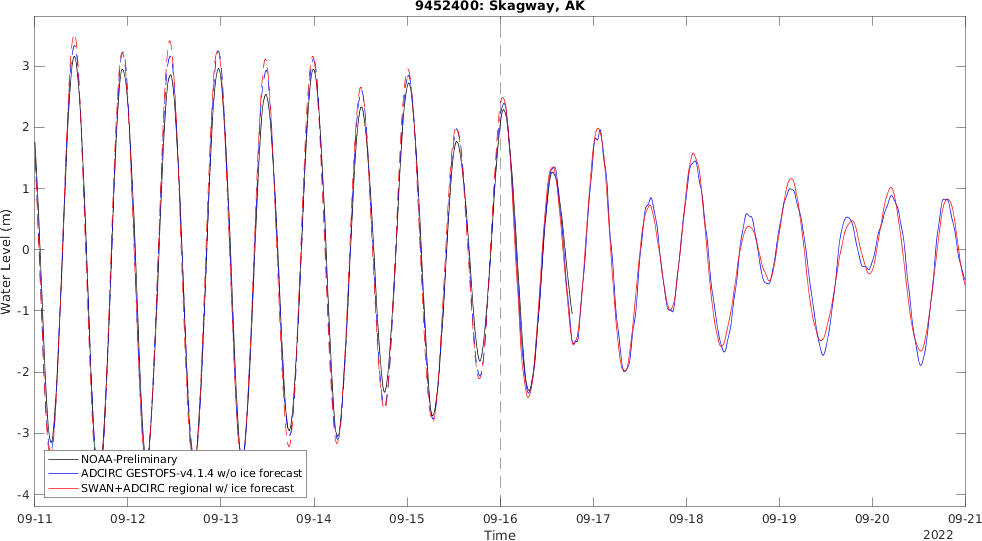 9452400: Skagway, AK
Water Level (m)
3
2
1
0
-1
-2
-3
-4
NOAA-Preliminary
ADCIRC GESTOFS-v4.1.4 w/o ice forecast
SWAN+ADCIRC regional w/ ice forecast
09-11 09-12 09-13 09-14 09-15 09-16 09-17 09-18 09-19 09-20 09-21
Time
2022